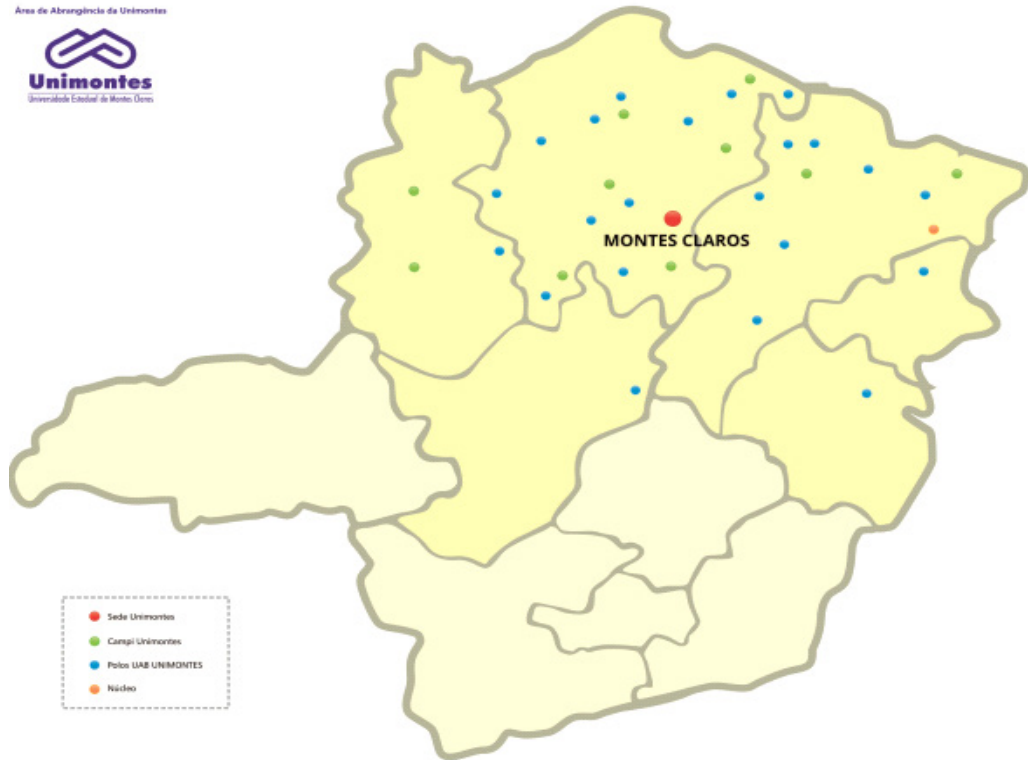 Área de Abrangência da Unimontes
Unimontes
Universidade Estadual de Montes Claros
MONTES CLAROS
Sede Unimontes
Campi Unimontes
Polos UAB UNIMONTES
Núcleo